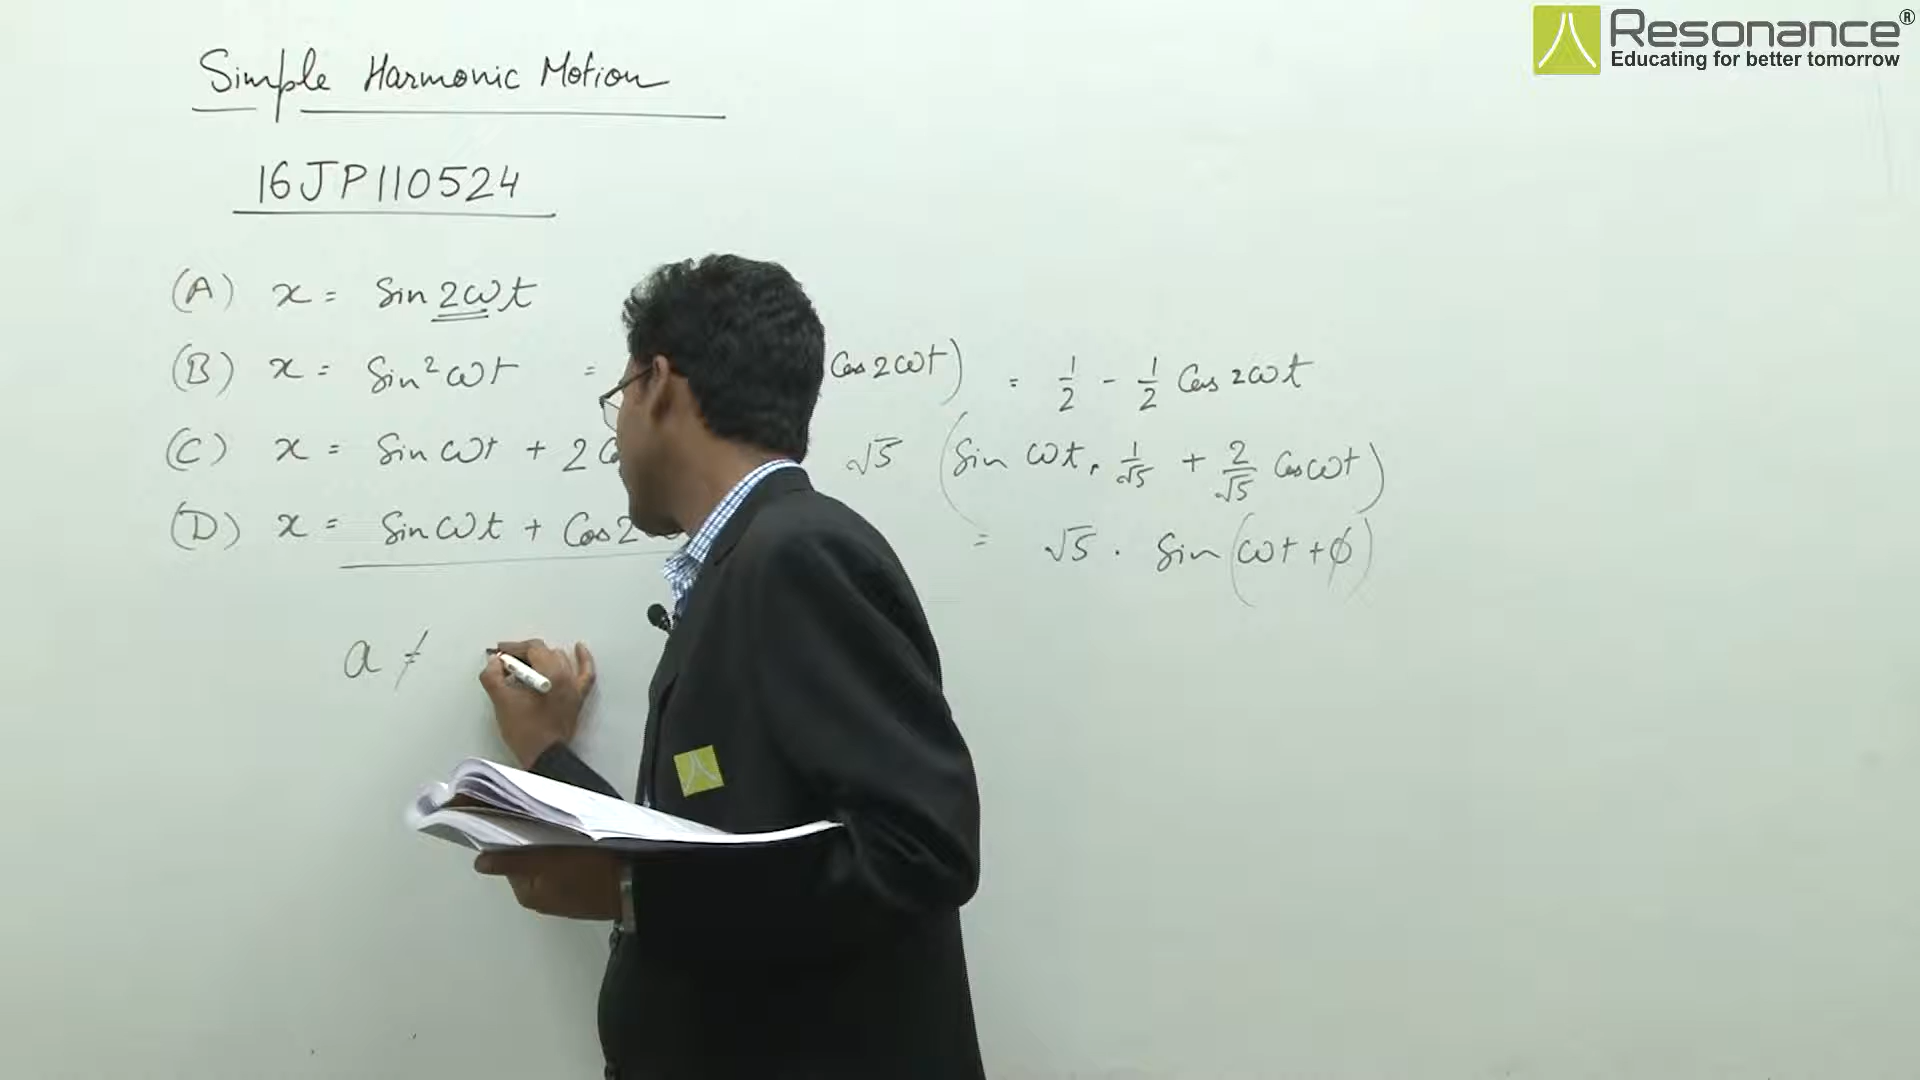 Resonance®
Educating for better tomorrow
Simple Harmonic Motion
16JP110524
(A) x = Sin 2ωt
(B) x = Sin²ωt = Cos 2ωt) = 1/2 - 1/2 Cos 2ωt
(C) x = Sin ωt + 2 √5 (Sin ωt . 1/√5 + 2/√5 Cos ωt)
(D) x = Sin ωt + Cos 2 = √5 . Sin (ωt + ϕ)
a ≠